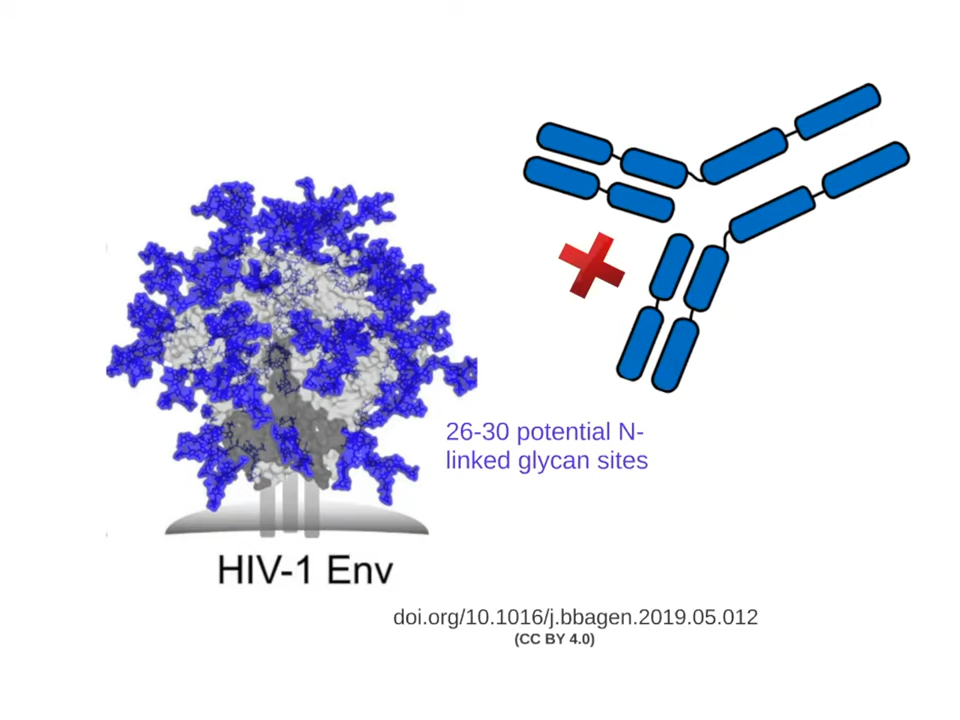 26-30 potential N-
linked glycan sites
HIV-1 Env
doi.org/10.1016/j.bbagen.2019.05.012
(CC BY 4.0)